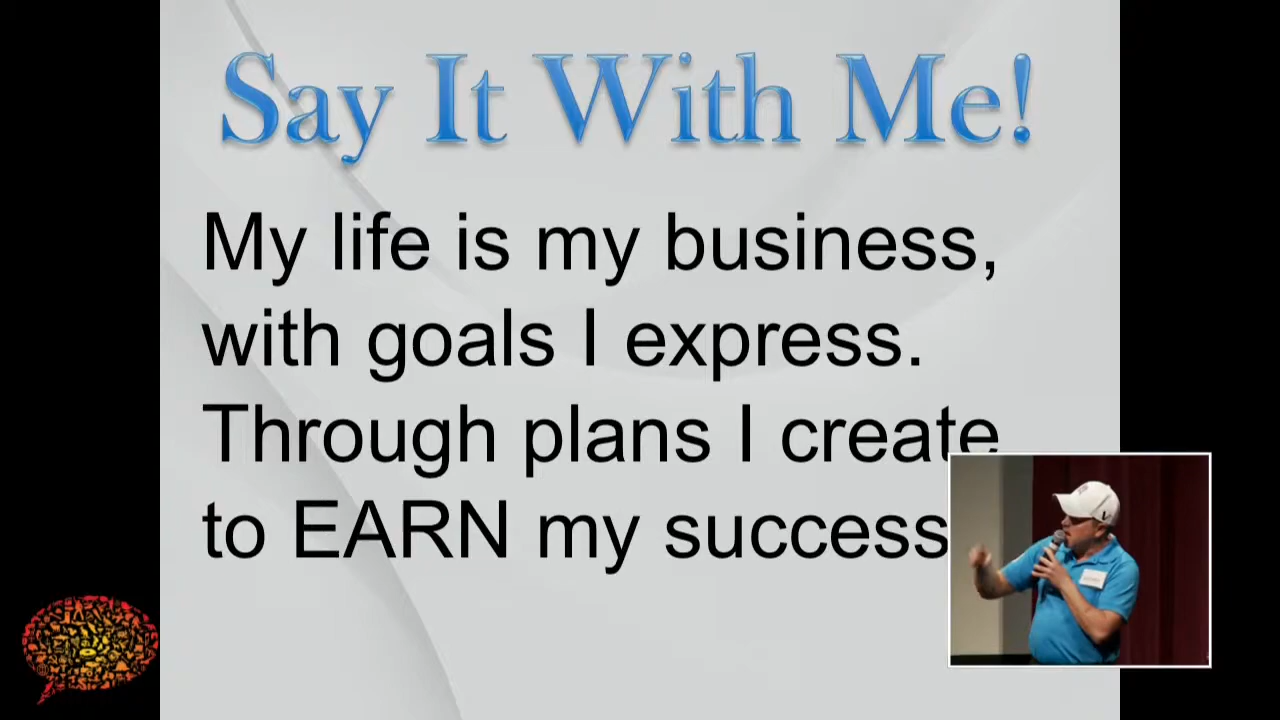 Say It With Me!
My life is my business,
with goals I express.
Through plans I create
to EARN my success